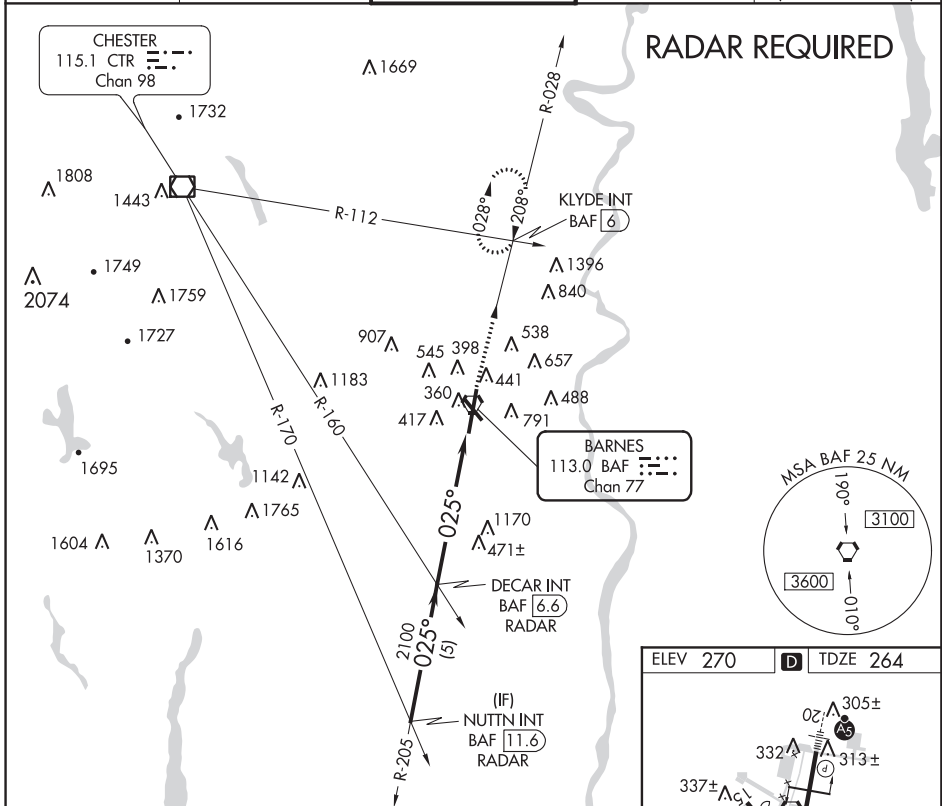 RADAR REQUIRED
CHESTER
115.1 CTR
Chan 98
1669
R-028
1732
1808
1443
R-112
028°
208°
KLYDE INT
BAF 6
1749
2074
1759
1396
840
1727
907
545
398
538
657
1183
441
360
488
417
791
R-170
R-160
BARNES
113.0 BAF
Chan 77
1695
1142
1765
025°
1170
471±
1604
1370
1616
MSA BAF 25 NM
190°
3100
3600
010°
DECAR INT
BAF 6.6
RADAR
2100
025°
(5)
(IF)
NUTTN INT
BAF 11.6
RADAR
R-205
ELEV 270 D TDZE 264
20
305±
A5
332
313±
P
337±
15